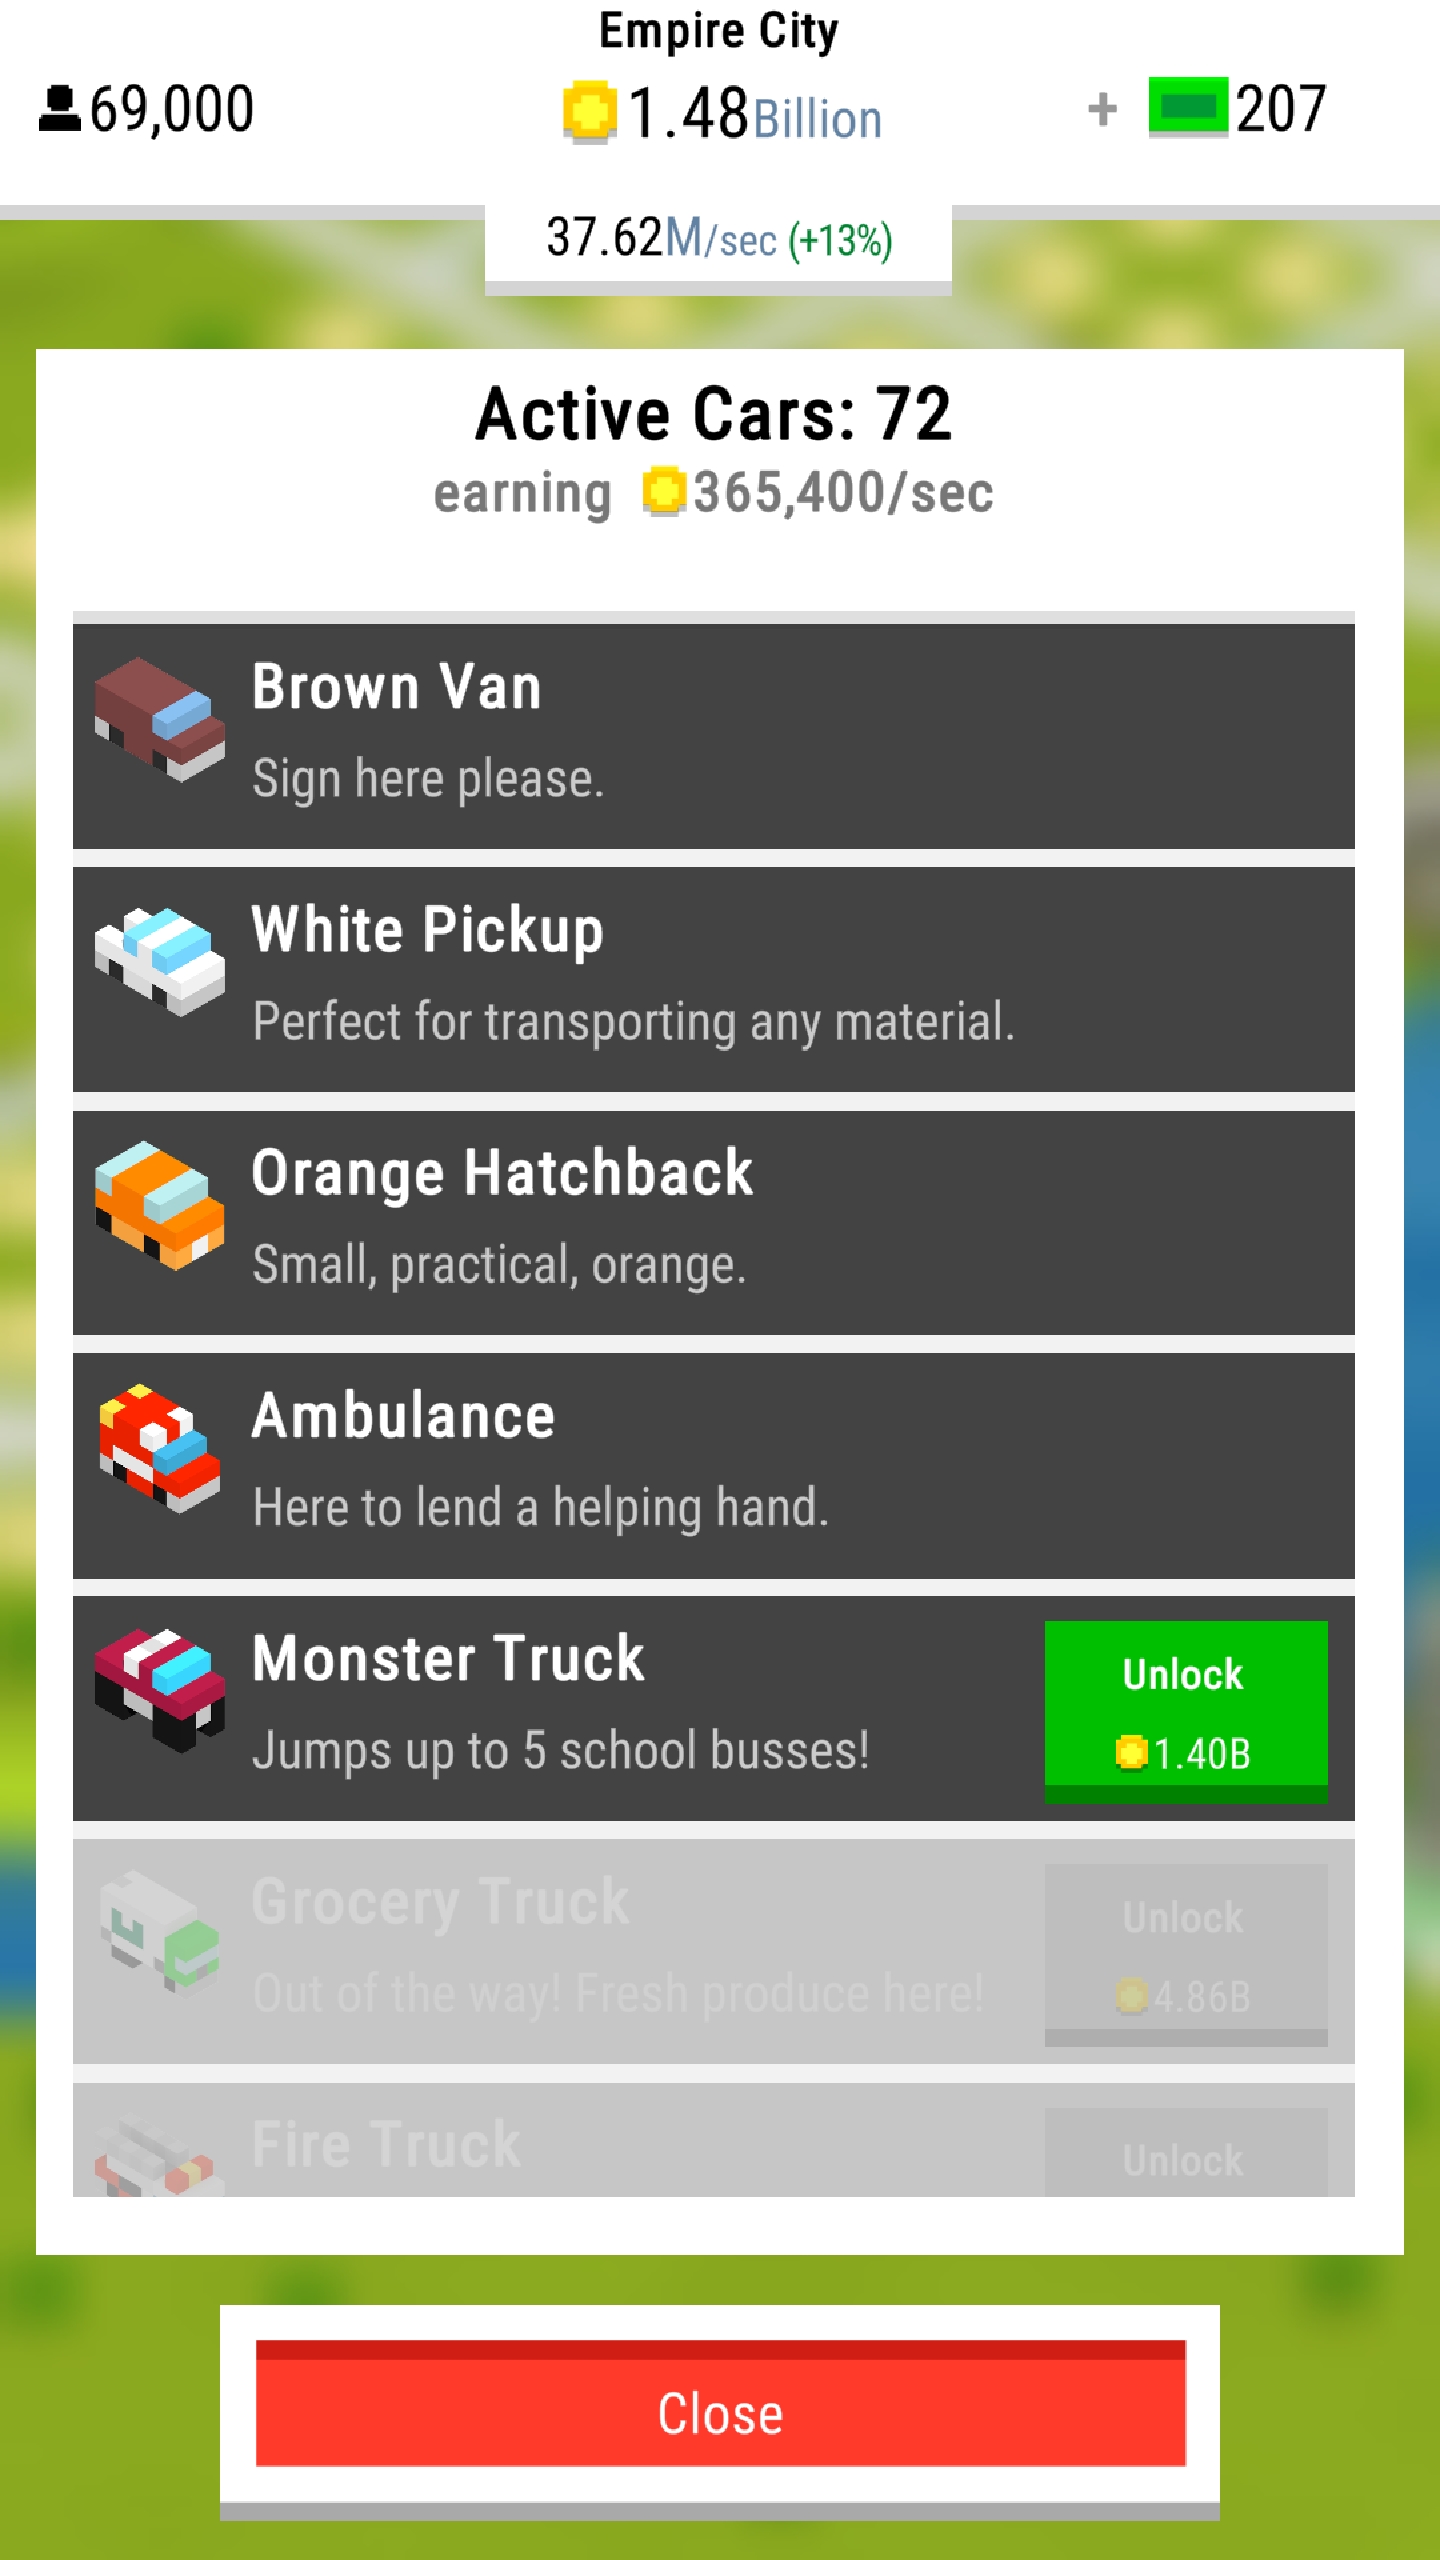 Empire City
69,000
1.48Billion
+ 207
37.62M/sec (+13%)
Active Cars: 72
earning 365,400/sec
Brown Van
Sign here please.
White Pickup
Perfect for transporting any material.
Orange Hatchback
Small, practical, orange.
Ambulance
Here to lend a helping hand.
Monster Truck
Unlock
Jumps up to 5 school busses!
1.40B
Grocery Truck
Unlock
Out of the way! Fresh produce here!
4.86B
Fire Truck
Unlock
Close